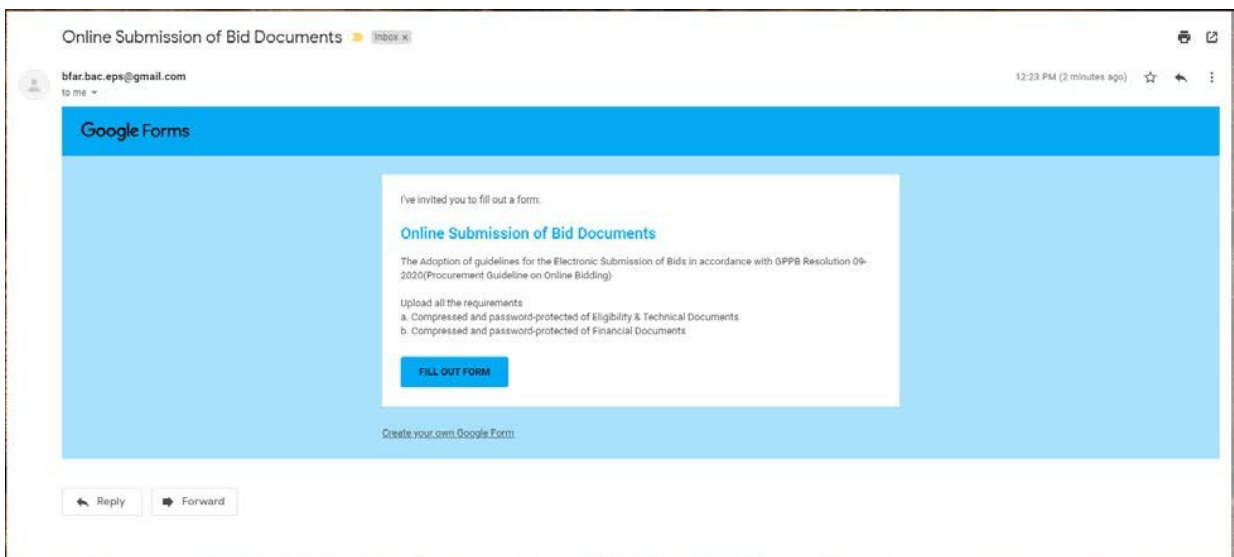 Online Submission of Bid Documents Inbox x
bfar.bac.eps@gmail.com
12:23 PM (2 minutes ago)
to me
Google Forms
I've invited you to fill out a form:
Online Submission of Bid Documents
The Adoption of guidelines for the Electronic Submission of Bids in accordance with GPPB Resolution 09-
2020(Procurement Guideline on Online Bidding)
Upload all the requirements
a. Compressed and password-protected of Eligibility & Technical Documents
b. Compressed and password-protected of Financial Documents
FILL OUT FORM
Create your own Google Form
Reply Forward